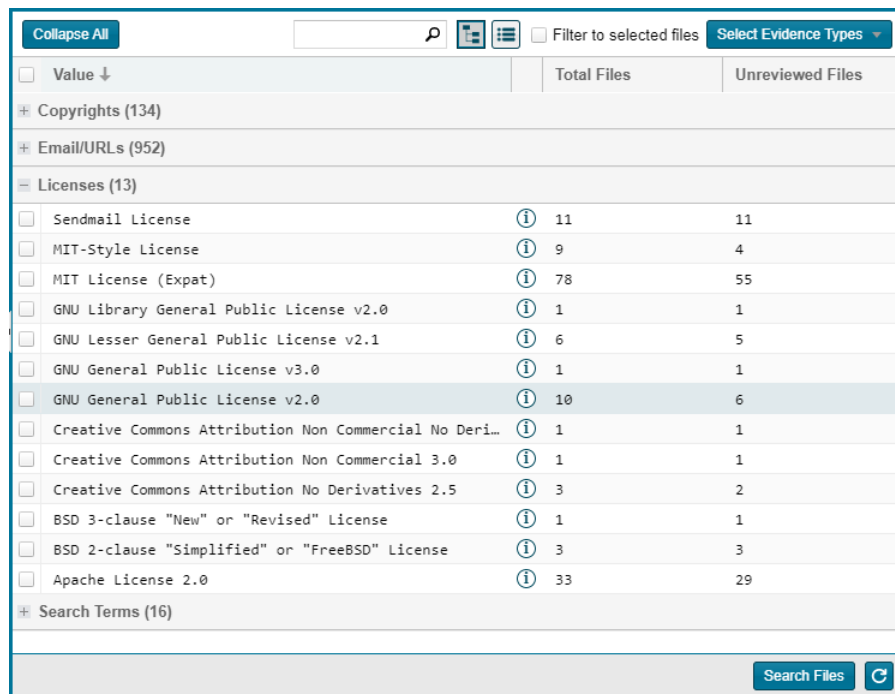 Collapse All Filter to selected files Select Evidence Types
Value Total Files Unreviewed Files
Copyrights (134)
Email/URLs (952)
Licenses (13)
Sendmail License 11 11
MIT-Style License 9 4
MIT License (Expat) 78 55
GNU Library General Public License v2.0 1 1
GNU Lesser General Public License v2.1 6 5
GNU General Public License v3.0 1 1
GNU General Public License v2.0 10 6
Creative Commons Attribution Non Commercial No Deri… 1 1
Creative Commons Attribution Non Commercial 3.0 1 1
Creative Commons Attribution No Derivatives 2.5 3 2
BSD 3-clause "New" or "Revised" License 1 1
BSD 2-clause "Simplified" or "FreeBSD" License 3 3
Apache License 2.0 33 29
Search Terms (16)
Search Files